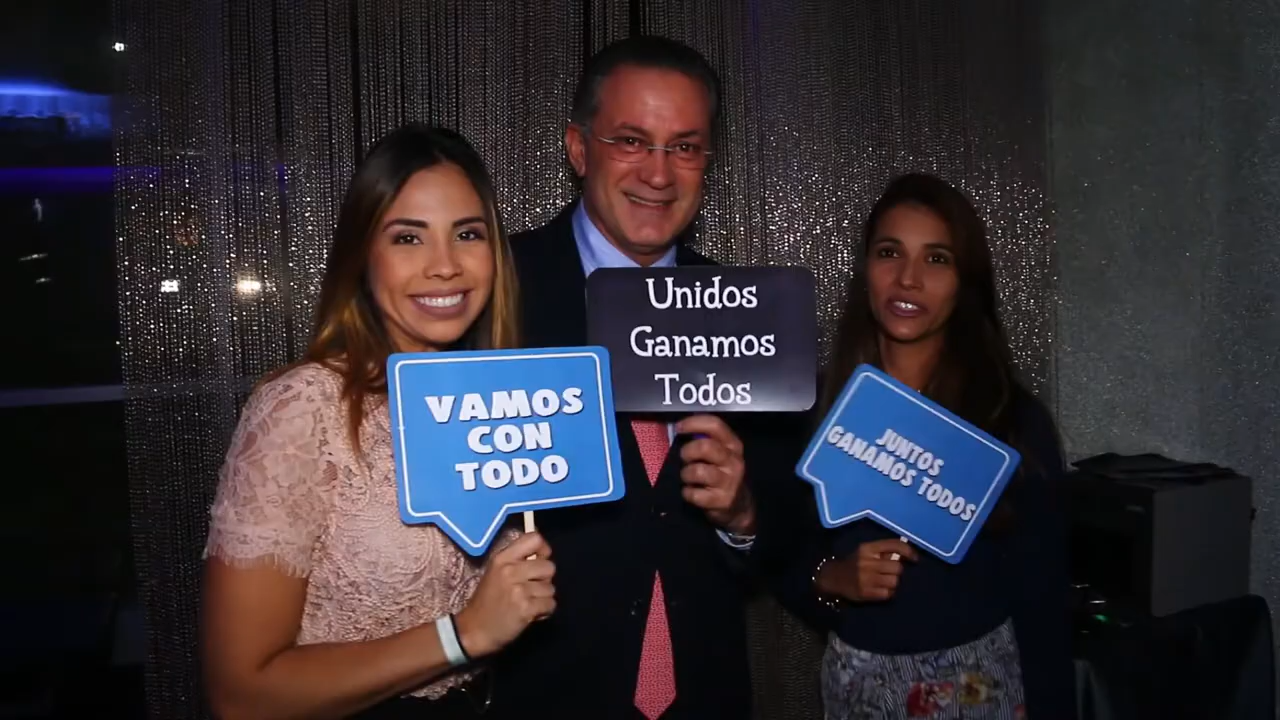 VAMOS
CON
TODO
Unidos
Ganamos
Todos
JUNTOS
GANAMOS TODOS